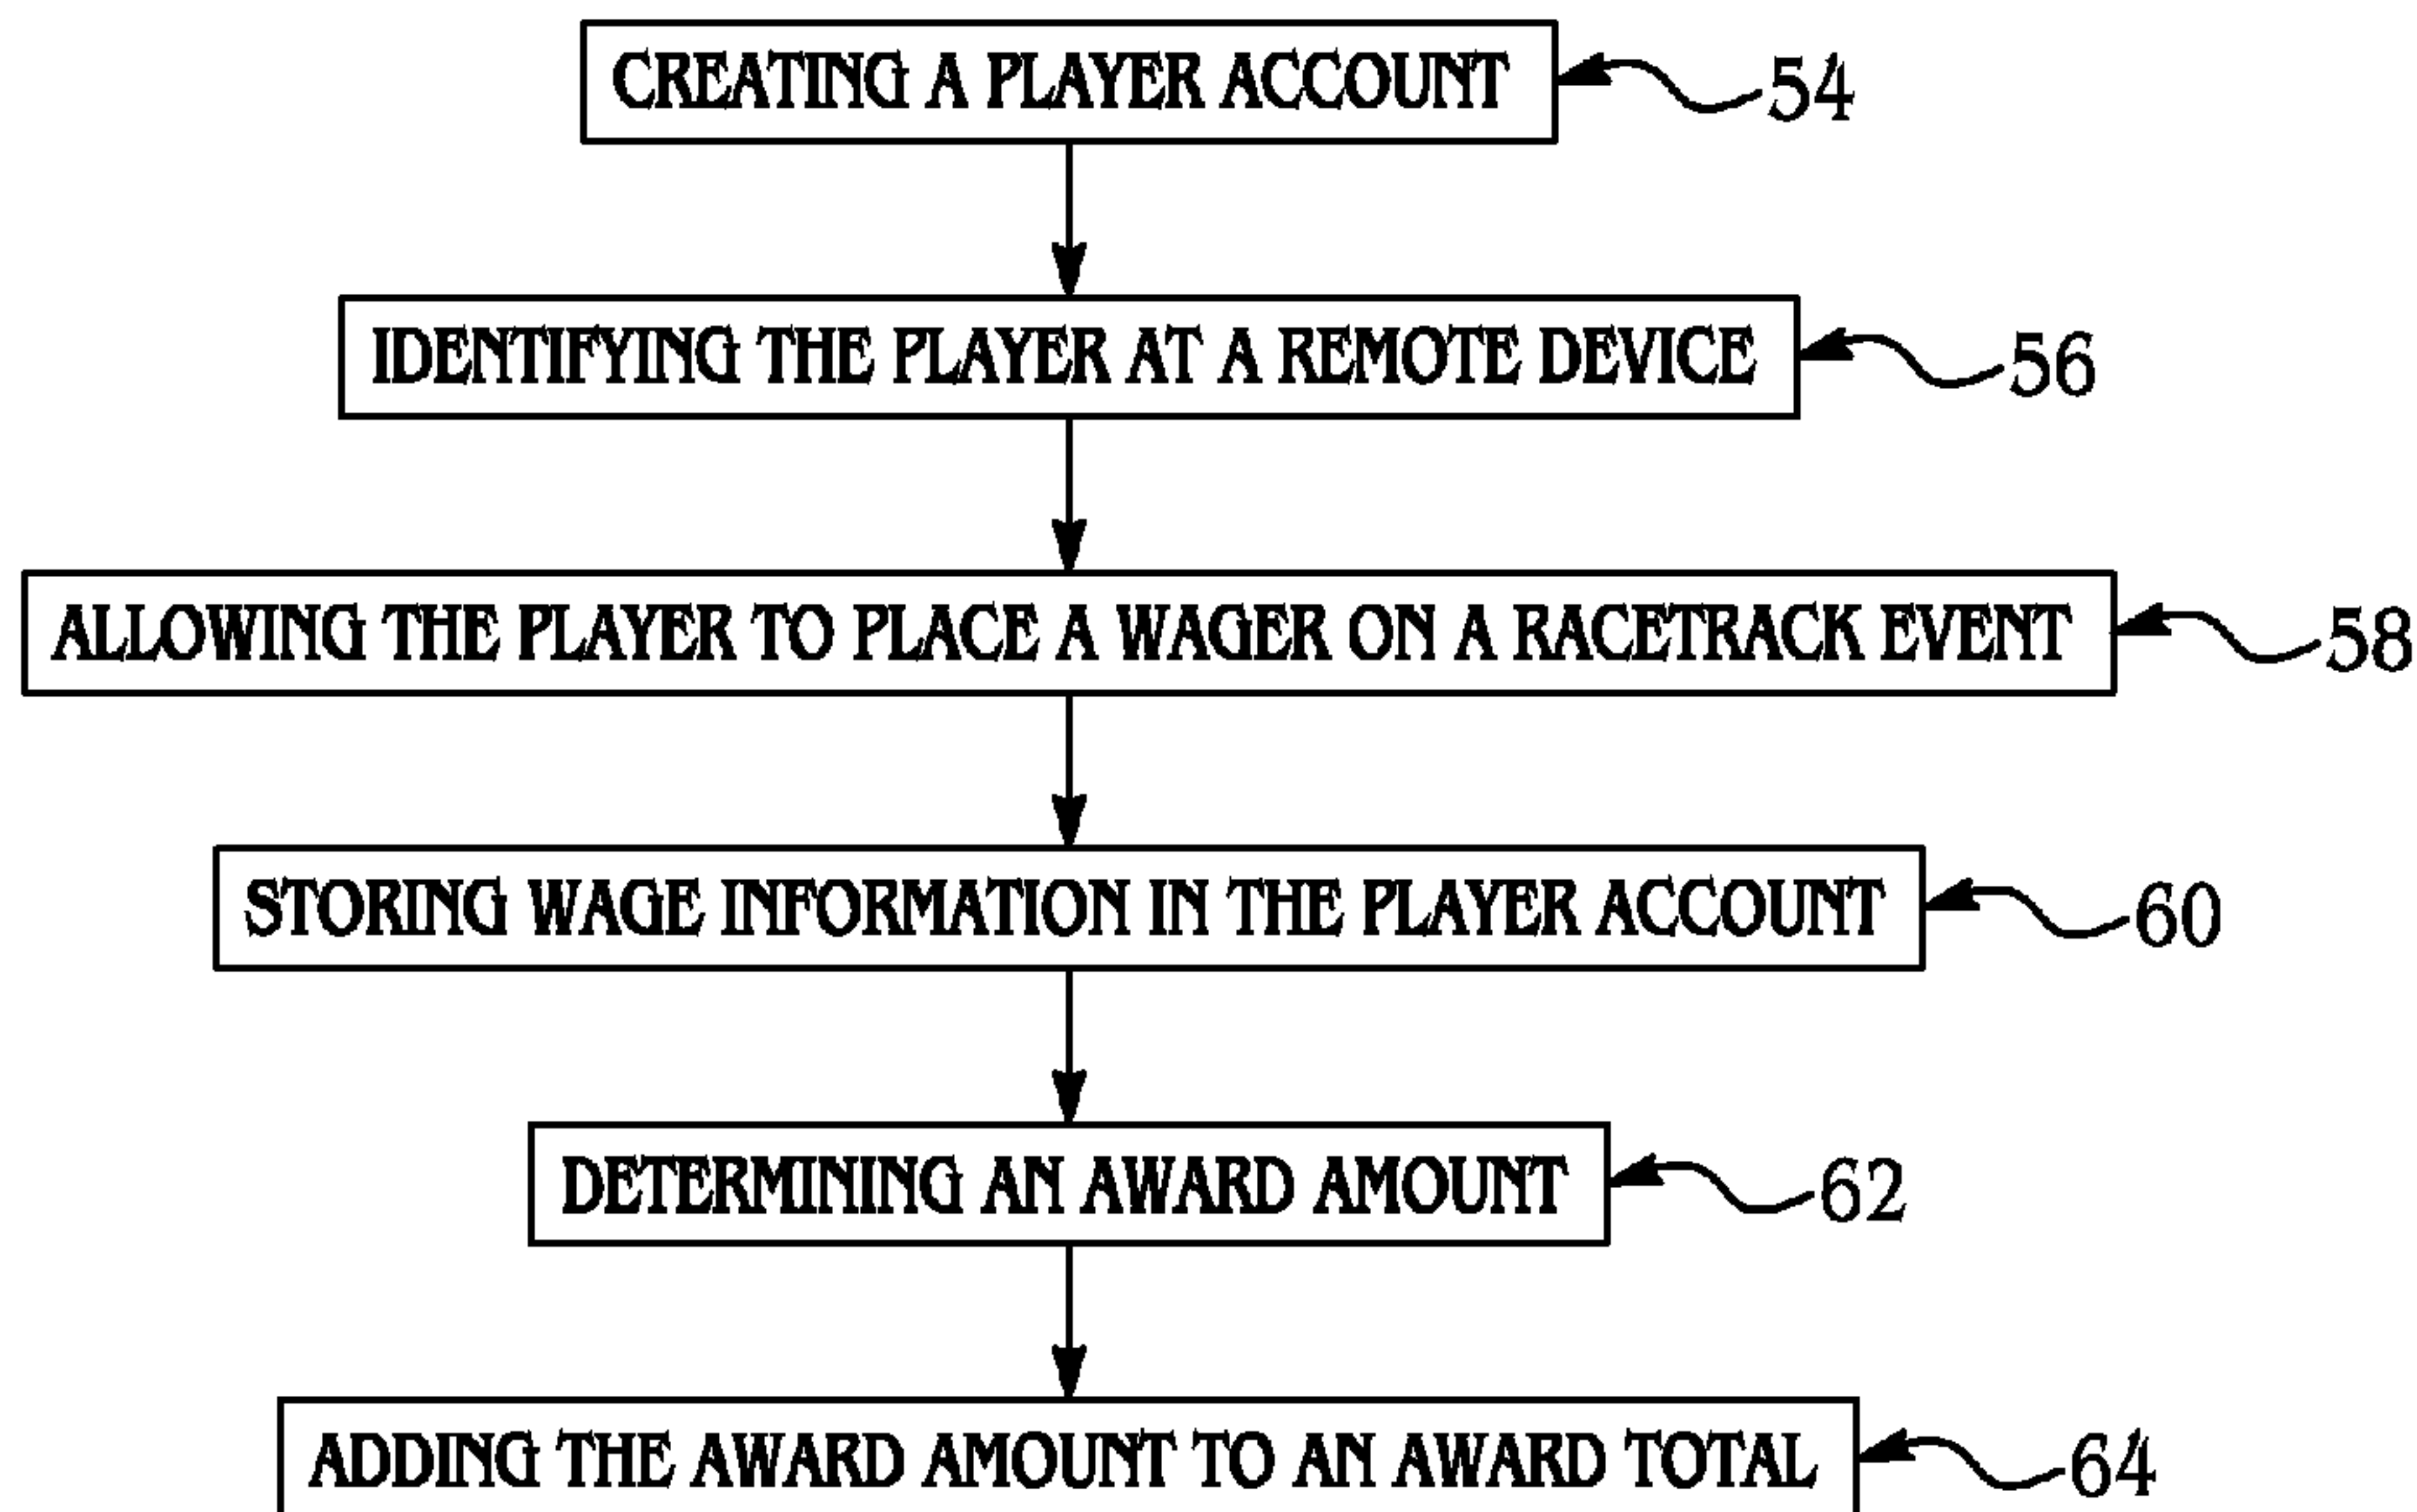 CREATING A PLAYER ACCOUNT 54
IDENTIFYING THE PLAYER AT A REMOTE DEVICE 56
ALLOWING THE PLAYER TO PLACE A WAGER ON A RACETRACK EVENT 58
STORING WAGE INFORMATION IN THE PLAYER ACCOUNT 60
DETERMINING AN AWARD AMOUNT 62
ADDING THE AWARD AMOUNT TO AN AWARD TOTAL 64